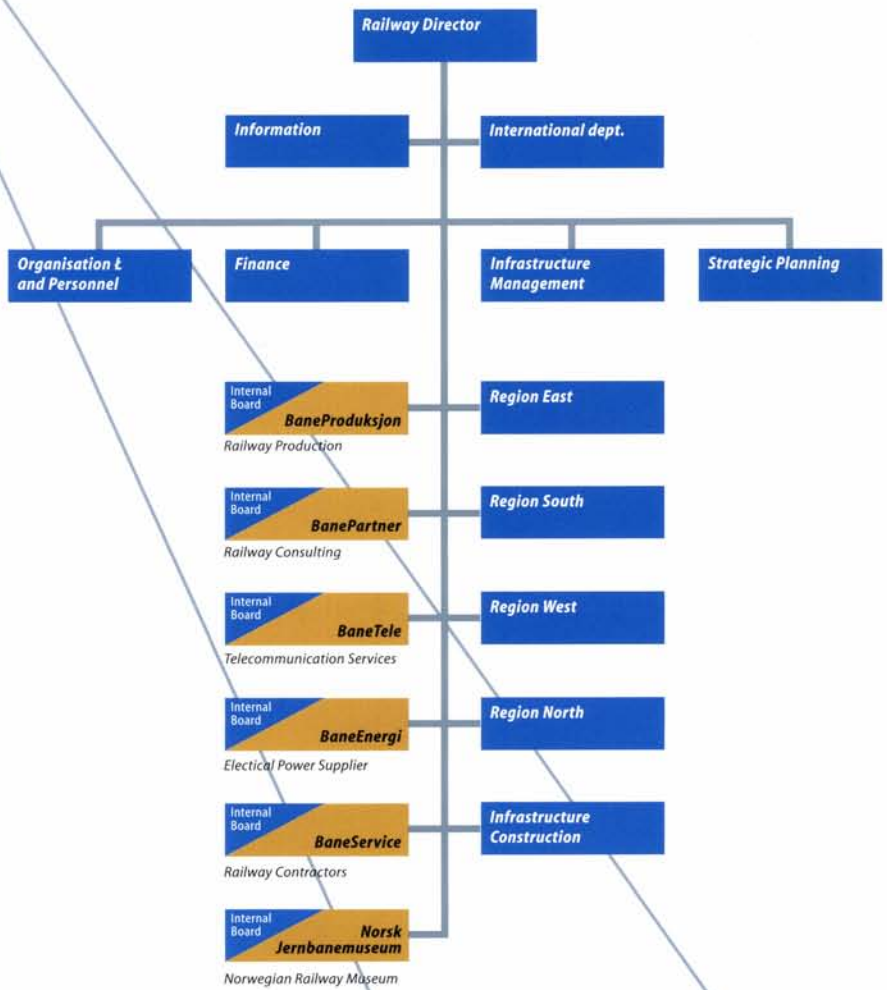 Railway Director
Information
International dept.
Organisation Ł
and Personnel
Finance
Infrastructure
Management
Strategic Planning
Internal
Board
BaneProduksjon
Railway Production
Region East
Internal
Board
BanePartner
Railway Consulting
Region South
Internal
Board
BaneTele
Telecommunication Services
Region West
Internal
Board
BaneEnergi
Electical Power Supplier
Region North
Internal
Board
BaneService
Railway Contractors
Infrastructure
Construction
Internal
Board
Norsk
Jernbanemuseum
Norwegian Railway Museum